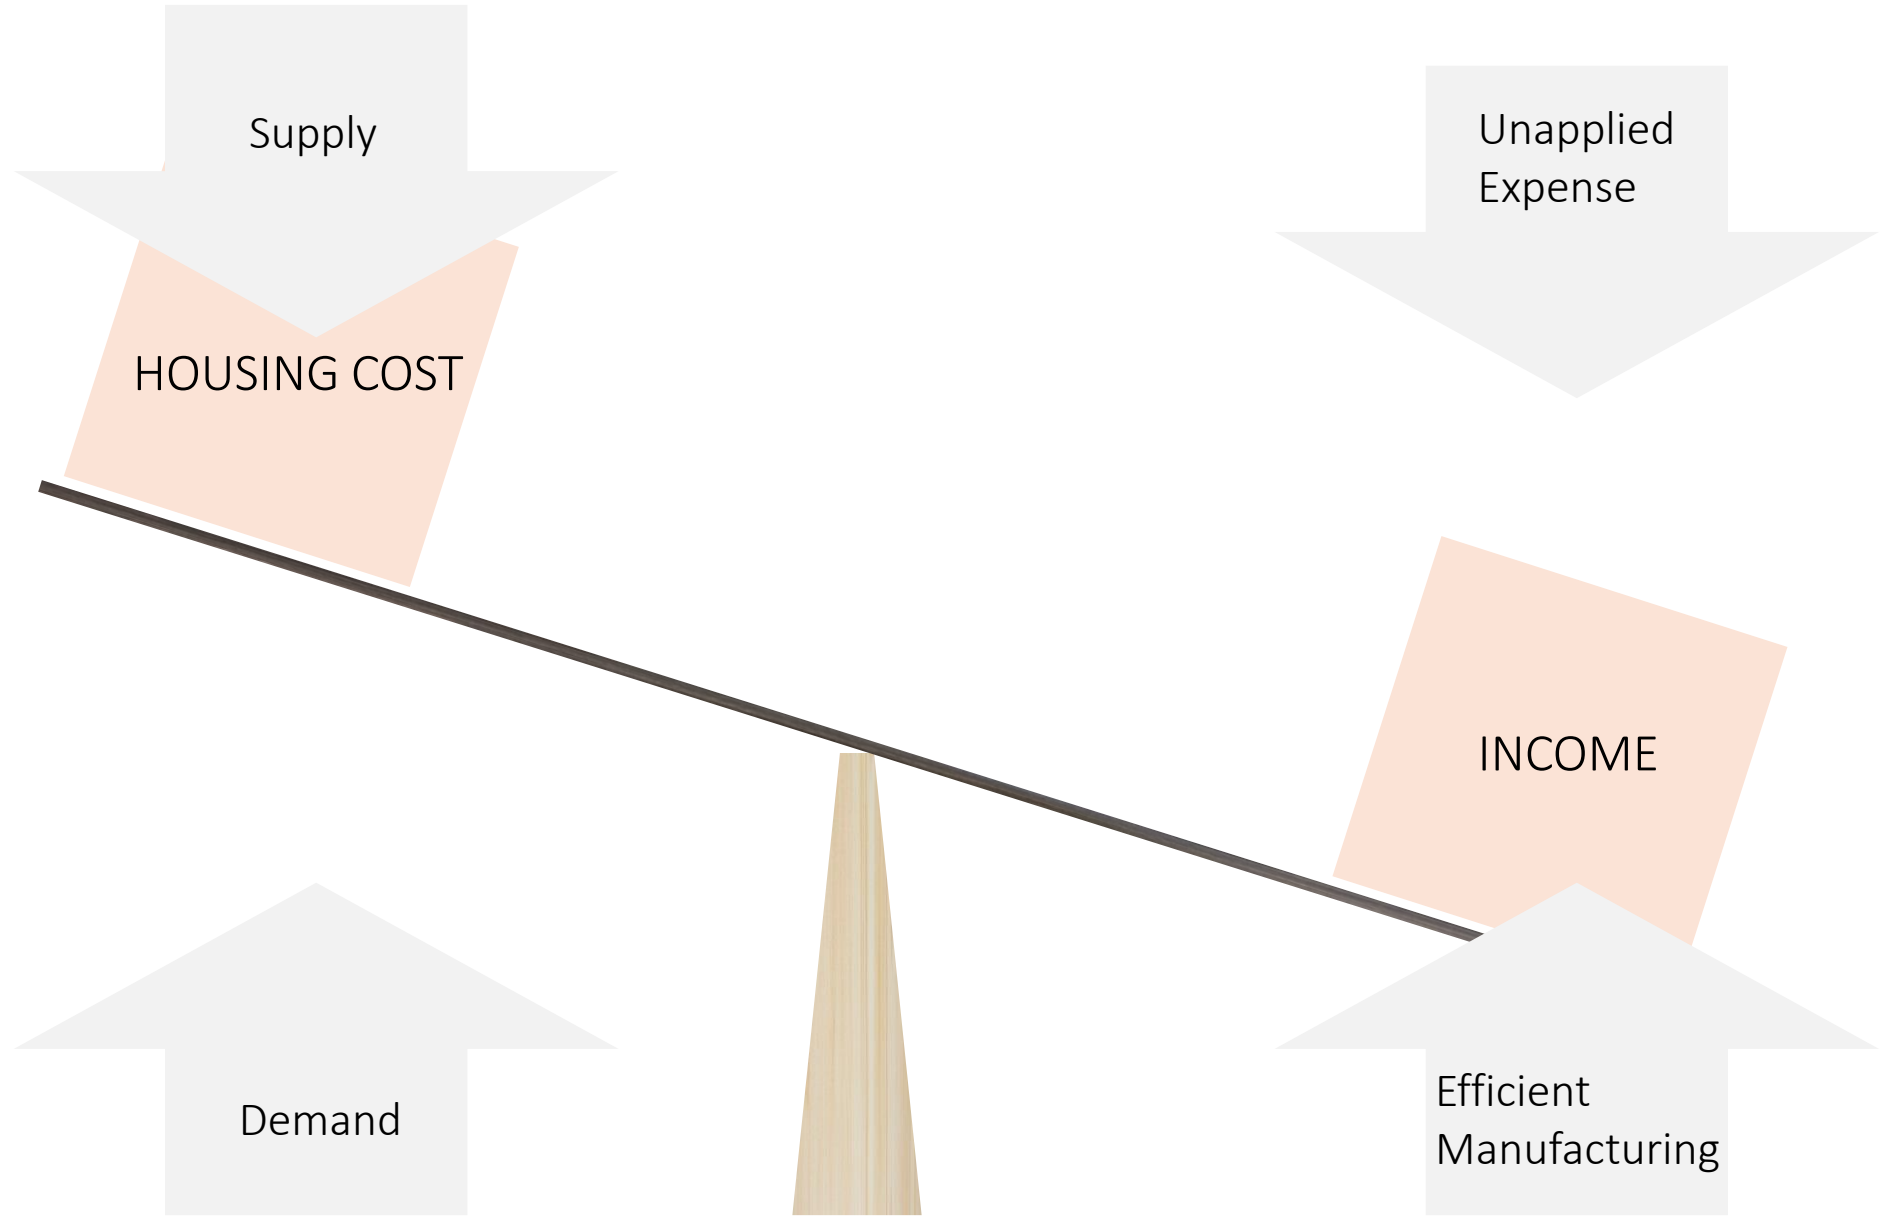 Supply
Unapplied
Expense
HOUSING COST
INCOME
Demand
Efficient
Manufacturing